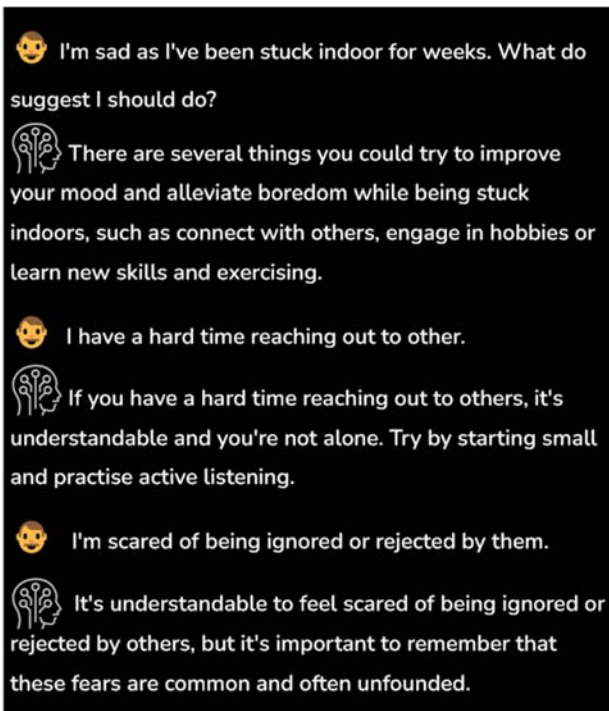 I'm sad as I've been stuck indoor for weeks. What do
suggest I should do?
There are several things you could try to improve
your mood and alleviate boredom while being stuck
indoors, such as connect with others, engage in hobbies or
learn new skills and exercising.
I have a hard time reaching out to other.
If you have a hard time reaching out to others, it's
understandable and you're not alone. Try by starting small
and practise active listening.
I'm scared of being ignored or rejected by them.
It's understandable to feel scared of being ignored or
rejected by others, but it's important to remember that
these fears are common and often unfounded.